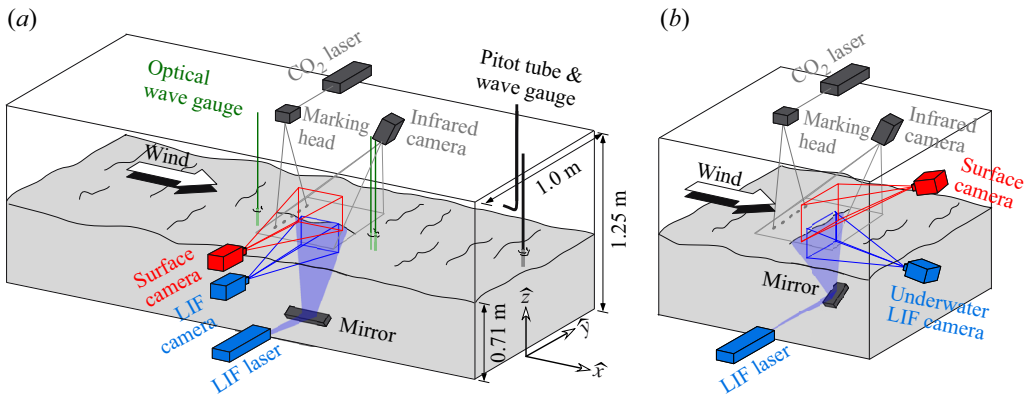 (a)
CO2 laser
Optical
wave gauge
Marking
head
Infrared
camera
Pitot tube &
wave gauge
Wind
1.0 m
1.25 m
Surface
camera
LIF
camera
Mirror
LIF laser
0.71 m
ẑ
ŷ
x̂
(b)
CO2 laser
Marking
head
Infrared
camera
Wind
Surface
camera
Mirror
Underwater
LIF camera
LIF laser